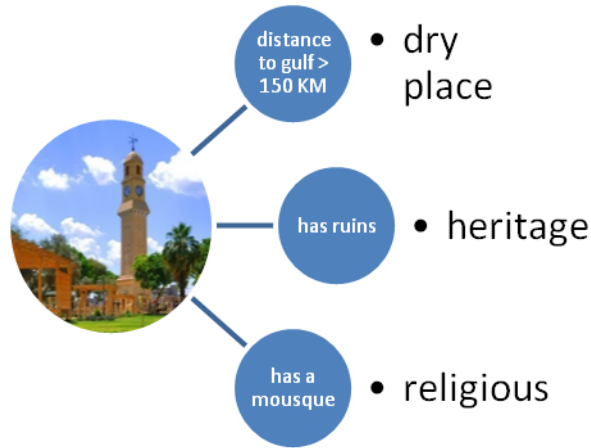 distance
to gulf >
150 KM
• dry
place
has ruins
• heritage
has a
mousque
• religious